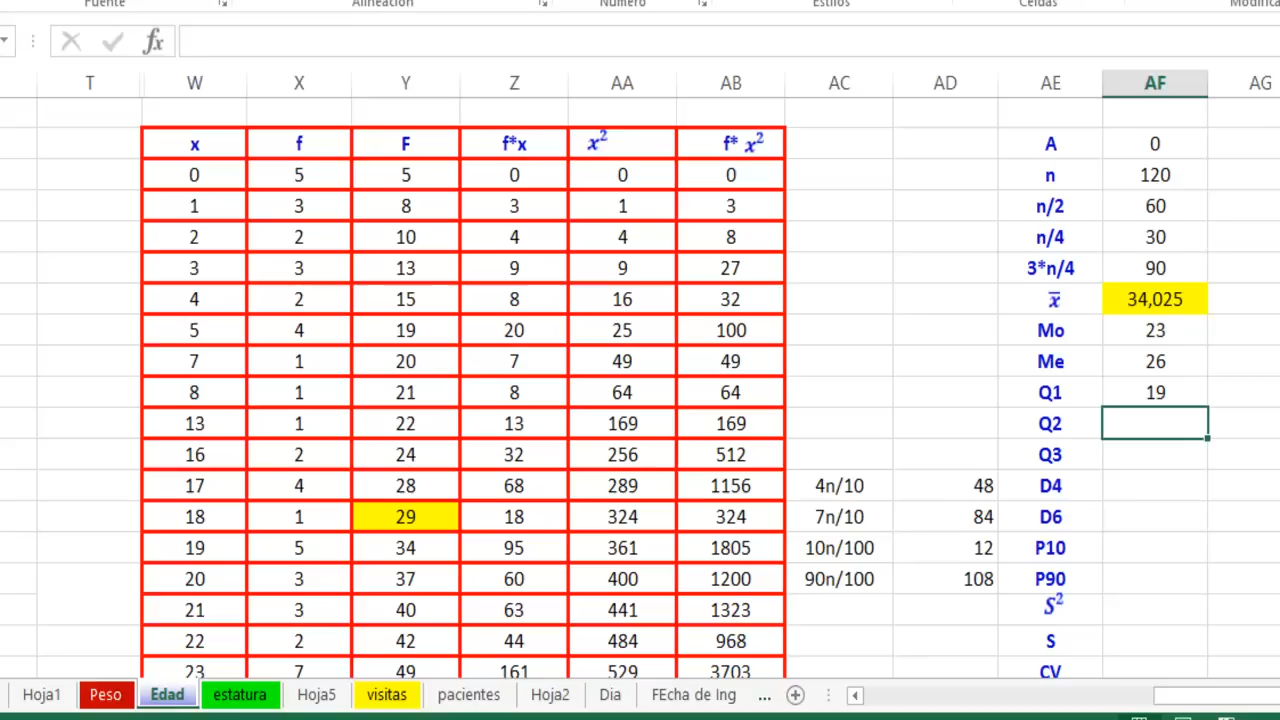 Fuente Alineación Número Estilos Celdas
fx
T W X Y Z AA AB AC AD AE AF AG
x f F f*x x² f* x² A 0
0 5 5 0 0 0 n 120
1 3 8 3 1 3 n/2 60
2 2 10 4 4 8 n/4 30
3 3 13 9 9 27 3*n/4 90
4 2 15 8 16 32 x̅ 34,025
5 4 19 20 25 100 Mo 23
7 1 20 7 49 49 Me 26
8 1 21 8 64 64 Q1 19
13 1 22 13 169 169 Q2
16 2 24 32 256 512 Q3
17 4 28 68 289 1156 4n/10 48 D4
18 1 29 18 324 324 7n/10 84 D6
19 5 34 95 361 1805 10n/100 12 P10
20 3 37 60 400 1200 90n/100 108 P90
21 3 40 63 441 1323 S²
22 2 42 44 484 968 S
23 7 49 161 529 3703 CV
Hoja1 Peso Edad estatura Hoja5 visitas pacientes Hoja2 Dia FEcha de Ing ...